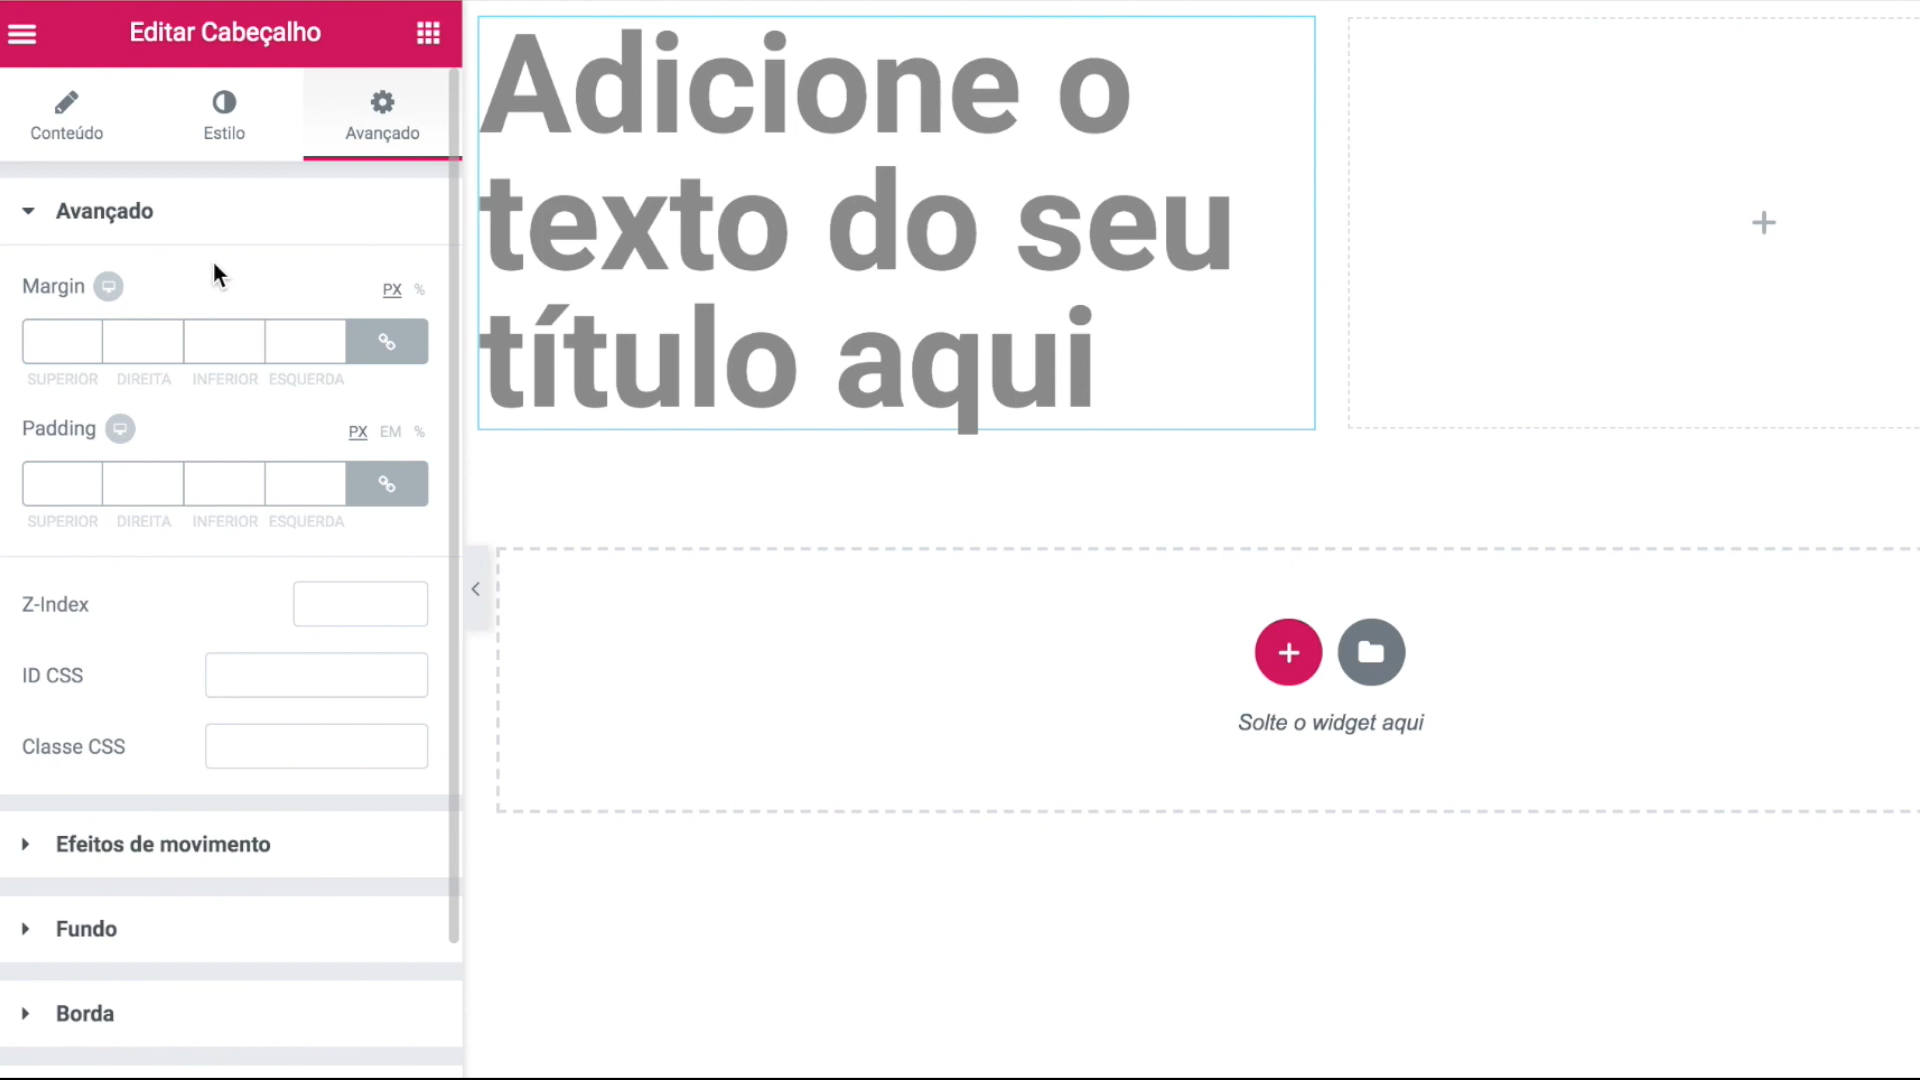 Editar Cabeçalho
Conteúdo
Estilo
Avançado
Avançado
Margin
PX %
SUPERIOR DIREITA INFERIOR ESQUERDA
Padding
PX EM %
SUPERIOR DIREITA INFERIOR ESQUERDA
Z-Index
ID CSS
Classe CSS
Efeitos de movimento
Fundo
Borda
Adicione o
texto do seu
título aqui
Solte o widget aqui